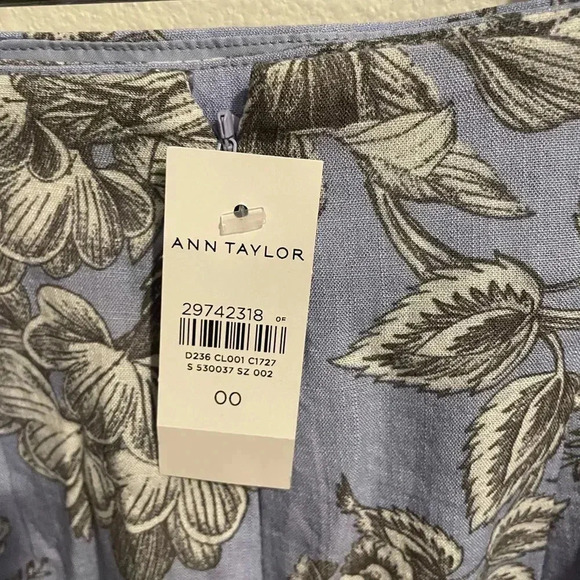 ANN TAYLOR
29742318 OF
D236 CL001 C1727
S 530037 SZ 002
00